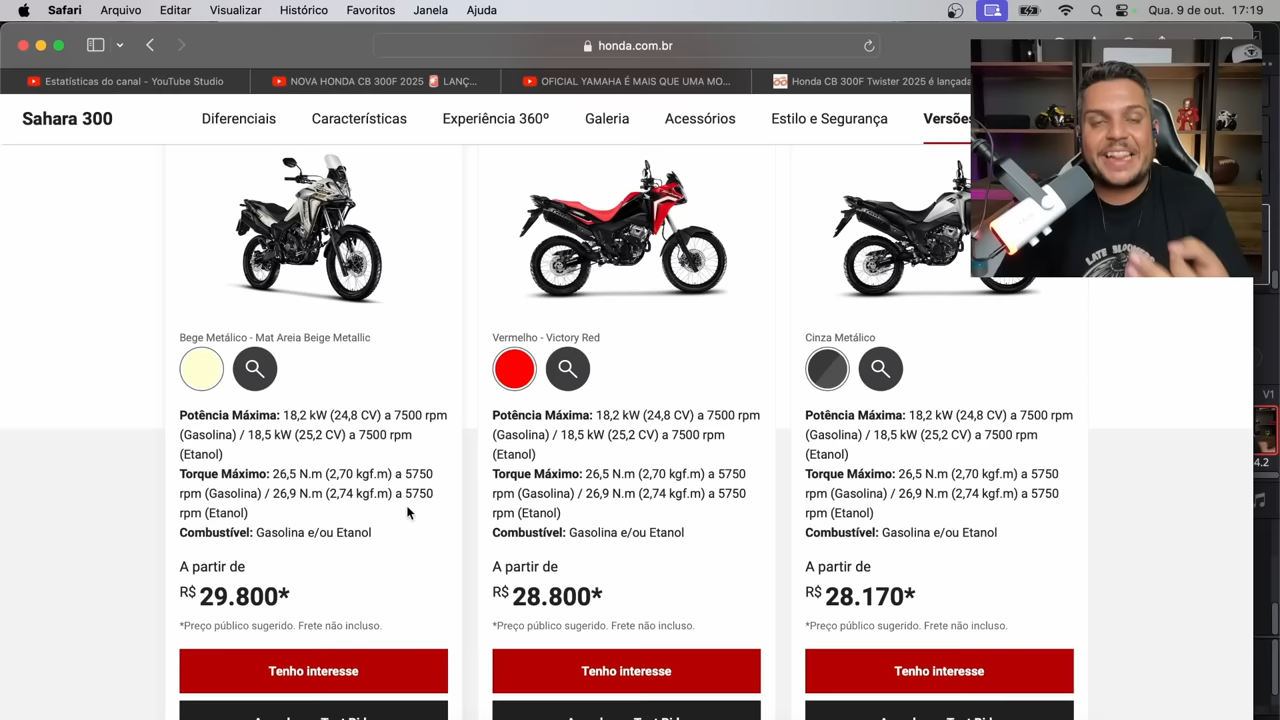 Safari Arquivo Editar Visualizar Histórico Favoritos Janela Ajuda Qua. 9 de out. 17:19
honda.com.br
Estatísticas do canal - YouTube Studio
NOVA HONDA CB 300F 2025 🚨 LANÇ...
OFICIAL YAMAHA É MAIS QUE UMA MO...
Honda CB 300F Twister 2025 é lançada
Sahara 300 Diferenciais Características Experiência 360º Galeria Acessórios Estilo e Segurança Versões
LATE BLOOM
Bege Metálico - Mat Areia Beige Metallic
Potência Máxima: 18,2 kW (24,8 CV) a 7500 rpm
(Gasolina) / 18,5 kW (25,2 CV) a 7500 rpm
(Etanol)
Torque Máximo: 26,5 N.m (2,70 kgf.m) a 5750
rpm (Gasolina) / 26,9 N.m (2,74 kgf.m) a 5750
rpm (Etanol)
Combustível: Gasolina e/ou Etanol
A partir de
R$ 29.800*
*Preço público sugerido. Frete não incluso.
Tenho interesse
Vermelho - Victory Red
Potência Máxima: 18,2 kW (24,8 CV) a 7500 rpm
(Gasolina) / 18,5 kW (25,2 CV) a 7500 rpm
(Etanol)
Torque Máximo: 26,5 N.m (2,70 kgf.m) a 5750
rpm (Gasolina) / 26,9 N.m (2,74 kgf.m) a 5750
rpm (Etanol)
Combustível: Gasolina e/ou Etanol
A partir de
R$ 28.800*
*Preço público sugerido. Frete não incluso.
Tenho interesse
Cinza Metálico
Potência Máxima: 18,2 kW (24,8 CV) a 7500 rpm
(Gasolina) / 18,5 kW (25,2 CV) a 7500 rpm
(Etanol)
Torque Máximo: 26,5 N.m (2,70 kgf.m) a 5750
rpm (Gasolina) / 26,9 N.m (2,74 kgf.m) a 5750
rpm (Etanol)
Combustível: Gasolina e/ou Etanol
A partir de
R$ 28.170*
*Preço público sugerido. Frete não incluso.
Tenho interesse
V1
4.2